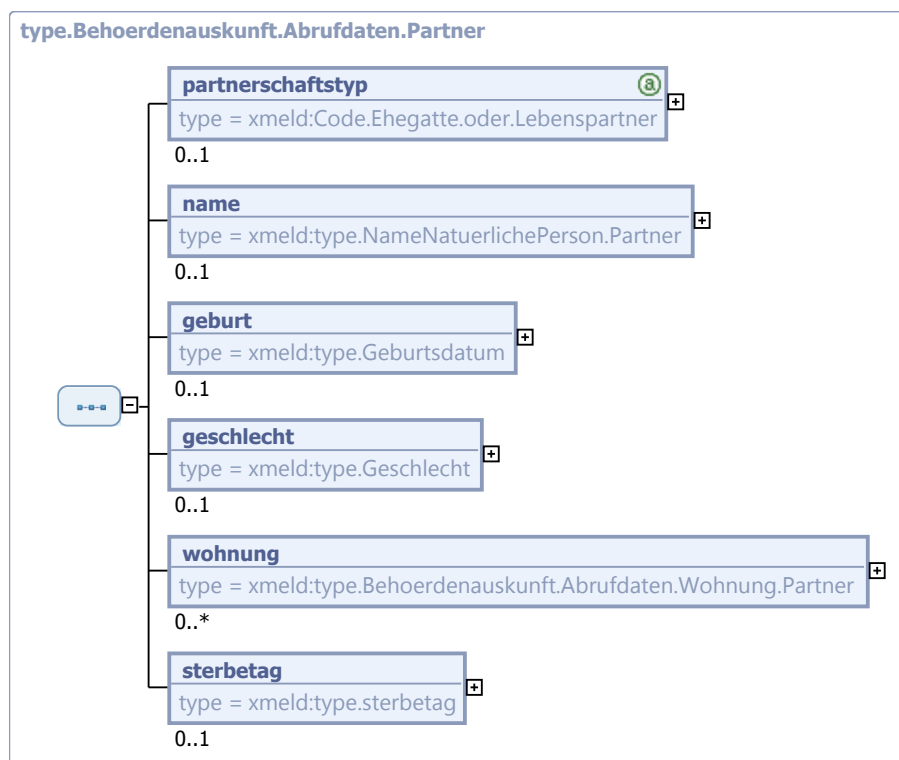 type.Behoerdenauskunft.Abrufdaten.Partner
partnerschaftstyp a
type = xmeld:Code.Ehegatte.oder.Lebenspartner
0..1
name
type = xmeld:type.NameNatuerlichePerson.Partner
0..1
geburt
type = xmeld:type.Geburtsdatum
0..1
geschlecht
type = xmeld:type.Geschlecht
0..1
wohnung
type = xmeld:type.Behoerdenauskunft.Abrufdaten.Wohnung.Partner
0..*
sterbetag
type = xmeld:type.sterbetag
0..1